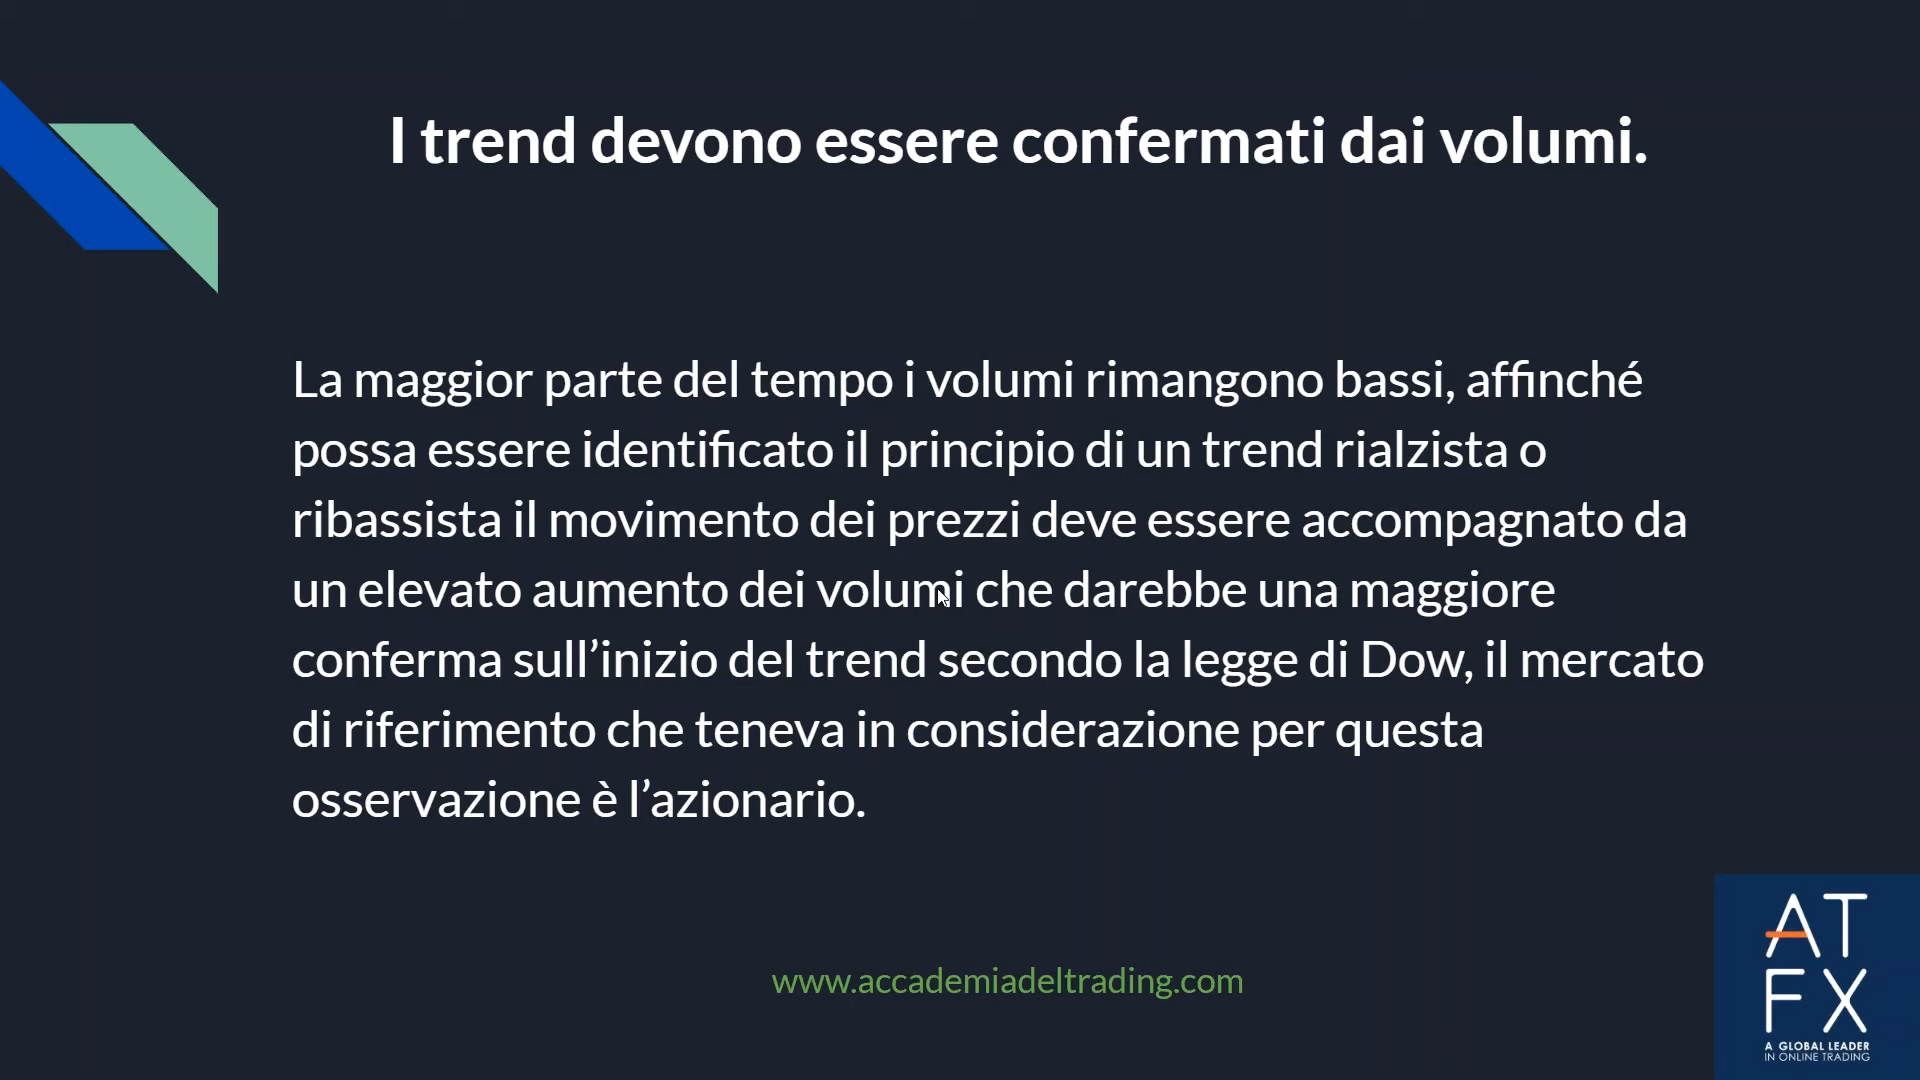 I trend devono essere confermati dai volumi.
La maggior parte del tempo i volumi rimangono bassi, affinché
possa essere identificato il principio di un trend rialzista o
ribassista il movimento dei prezzi deve essere accompagnato da
un elevato aumento dei volumi che darebbe una maggiore
conferma sull’inizio del trend secondo la legge di Dow, il mercato
di riferimento che teneva in considerazione per questa
osservazione è l’azionario.
www.accademiadeltrading.com
AT
FX
A GLOBAL LEADER
IN ONLINE TRADING